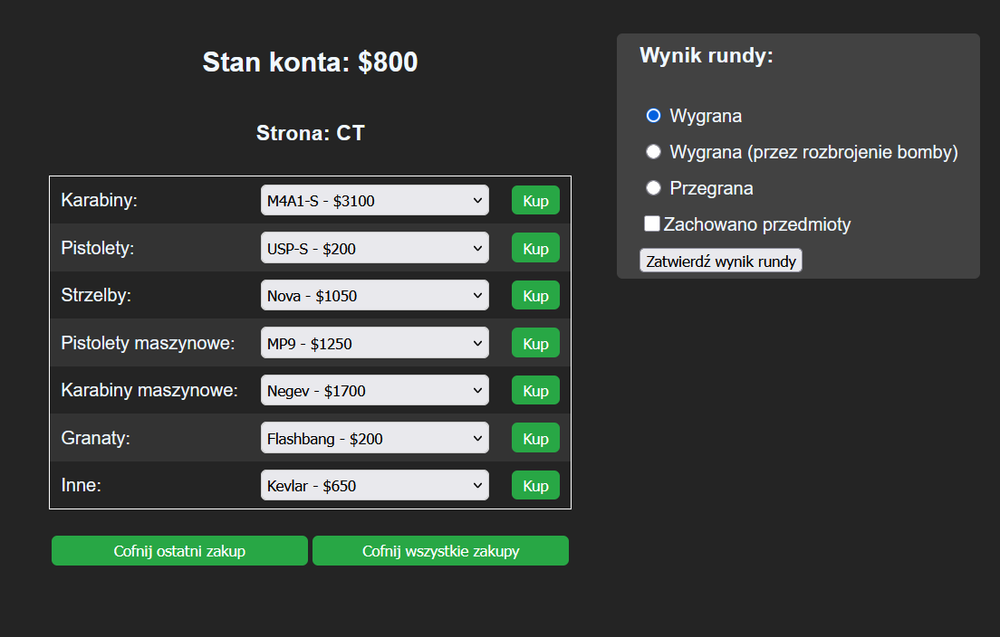 Stan konta: $800
Strona: CT
Karabiny: M4A1-S - $3100 Kup
Pistolety: USP-S - $200 Kup
Strzelby: Nova - $1050 Kup
Pistolety maszynowe: MP9 - $1250 Kup
Karabiny maszynowe: Negev - $1700 Kup
Granaty: Flashbang - $200 Kup
Inne: Kevlar - $650 Kup
Cofnij ostatni zakup Cofnij wszystkie zakupy
Wynik rundy:
Wygrana
Wygrana (przez rozbrojenie bomby)
Przegrana
Zachowano przedmioty
Zatwierdź wynik rundy